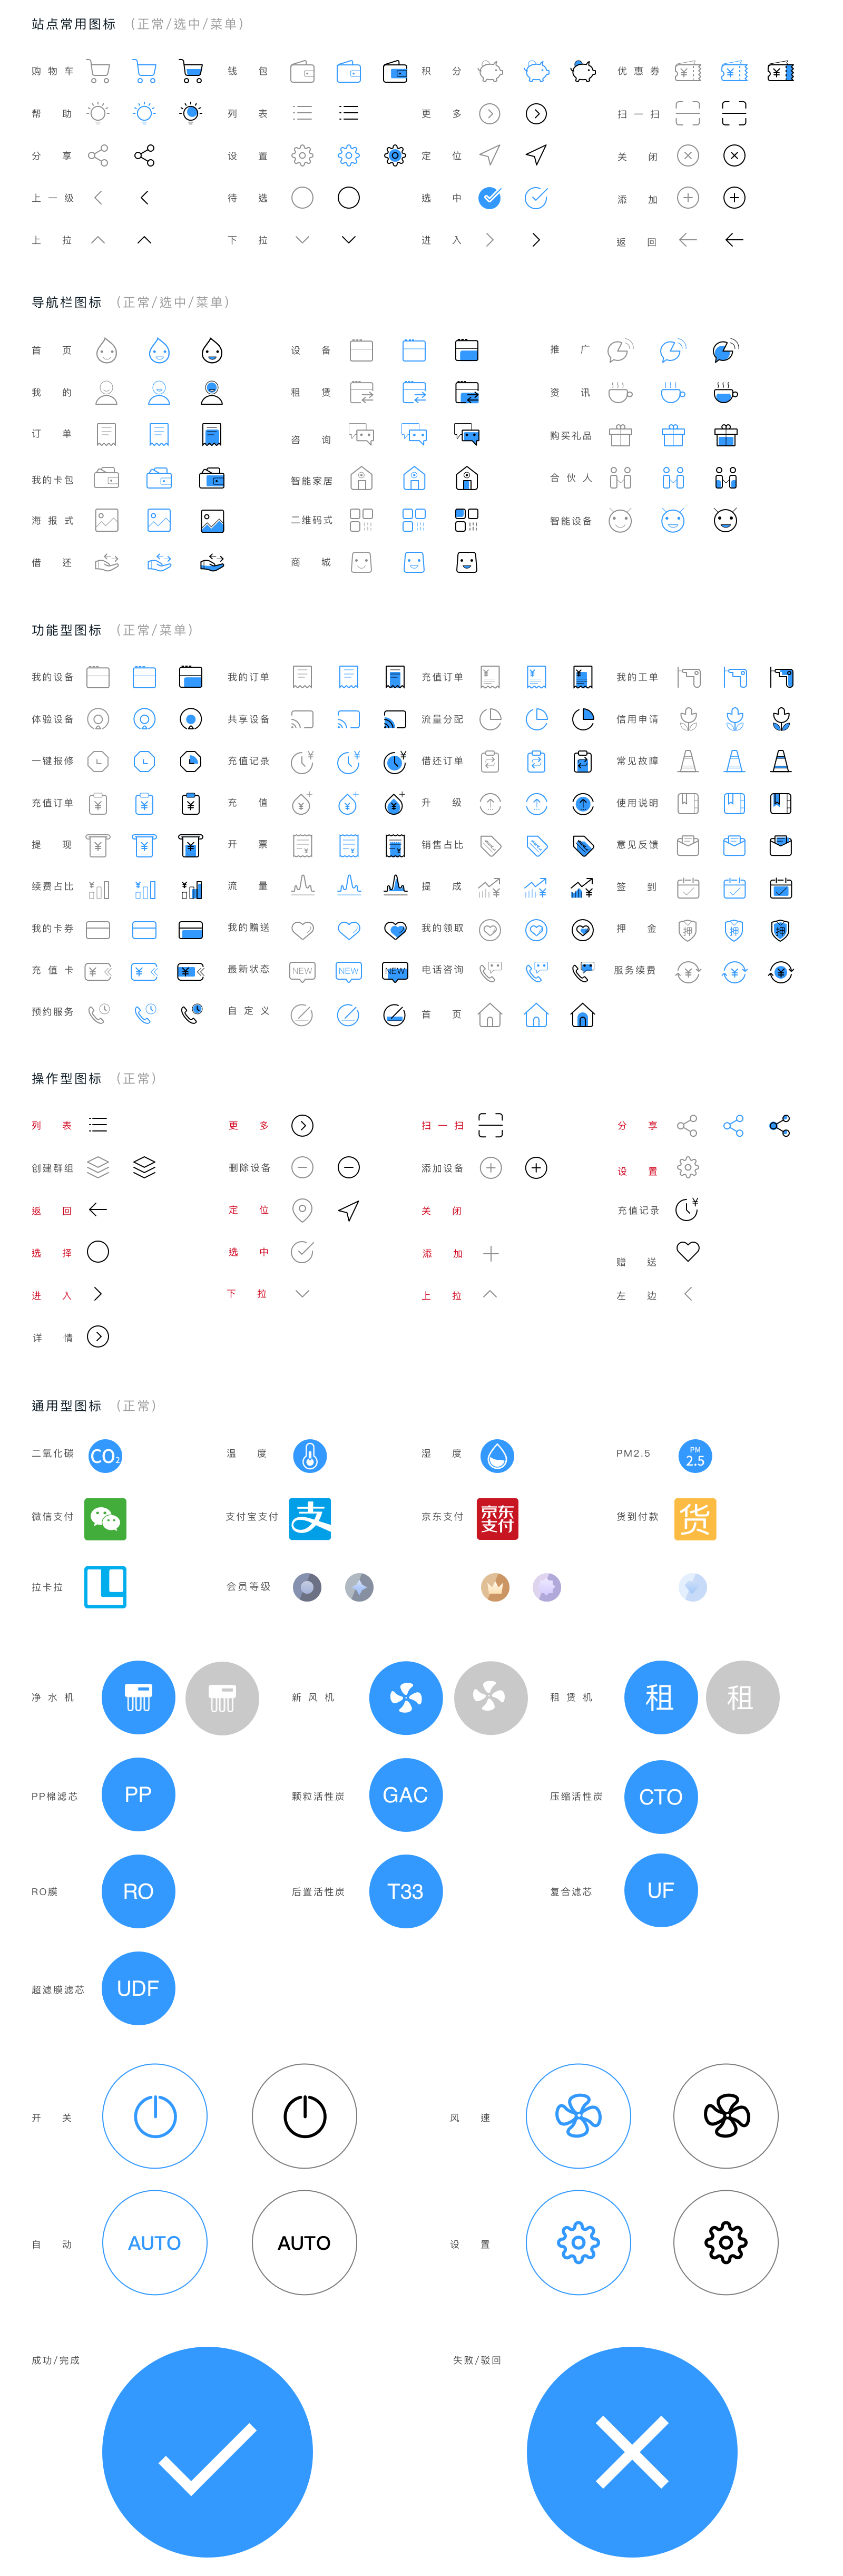 站点常用图标 （正常/选中/菜单）
购物车 钱包 积分 优惠券
帮助 列表 更多 扫一扫
分享 设置 定位 关闭
上一级 待选 选中 添加
上拉 下拉 进入 返回
导航栏图标 （正常/选中/菜单）
首页 设备 推广
我的 租赁 资讯
订单 咨询 购买礼品
我的卡包 智能家居 合伙人
海报式 二维码式 智能设备
借还 商城
功能型图标 （正常/菜单）
我的设备 我的订单 充值订单 我的工单
体验设备 共享设备 流量分配 信用申请
一键报修 充值记录 借还订单 常见故障
充值订单 充值 升级 使用说明
提现 开票 销售占比 意见反馈
续费占比 流量 提成 签到
我的卡券 我的赠送 我的领取 押金 押 押 押
充值卡 最新状态 NEW NEW NEW 电话咨询 服务续费
预约服务 自定义 首页
操作型图标 （正常）
列表 更多 扫一扫 分享
创建群组 删除设备 添加设备 设置
返回 定位 关闭 充值记录
选择 选中 添加 赠送
进入 下拉 上拉 左边
详情
通用型图标 （正常）
二氧化碳 CO2 温度 湿度 PM2.5 PM 2.5
微信支付 支付宝支付 支 京东支付 京东支付 货到付款 货
拉卡拉 会员等级
净水机 新风机 租赁机 租 租
PP棉滤芯 PP 颗粒活性炭 GAC 压缩活性炭 CTO
RO膜 RO 后置活性炭 T33 复合滤芯 UF
超滤膜滤芯 UDF
开关 风速
自动 AUTO AUTO 设置
成功/完成 失败/驳回